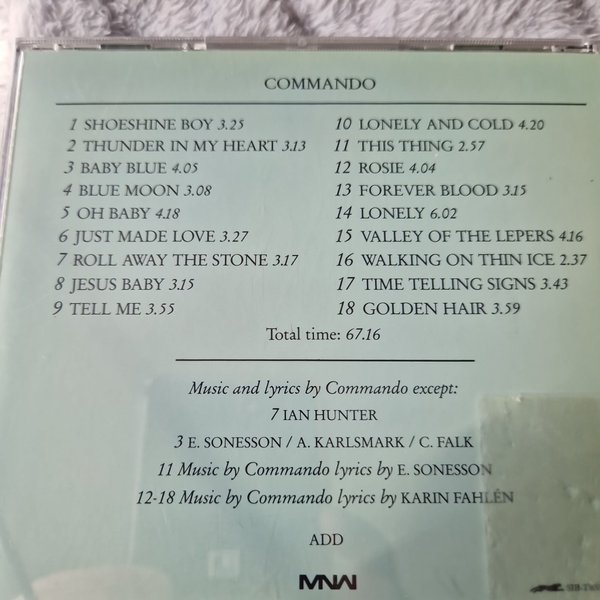 COMMANDO
1 SHOESHINE BOY 3.25
2 THUNDER IN MY HEART 3.13
3 BABY BLUE 4.05
4 BLUE MOON 3.08
5 OH BABY 4.18
6 JUST MADE LOVE 3.27
7 ROLL AWAY THE STONE 3.17
8 JESUS BABY 3.15
9 TELL ME 3.55
10 LONELY AND COLD 4.20
11 THIS THING 2.57
12 ROSIE 4.04
13 FOREVER BLOOD 3.15
14 LONELY 6.02
15 VALLEY OF THE LEPERS 4.16
16 WALKING ON THIN ICE 2.37
17 TIME TELLING SIGNS 3.43
18 GOLDEN HAIR 3.59
Total time: 67.16
Music and lyrics by Commando except:
7 IAN HUNTER
3 E. SONESSON / A. KARLSMARK / C. FALK
11 Music by Commando lyrics by E. SONESSON
12-18 Music by Commando lyrics by KARIN FAHLÉN
ADD
MNW